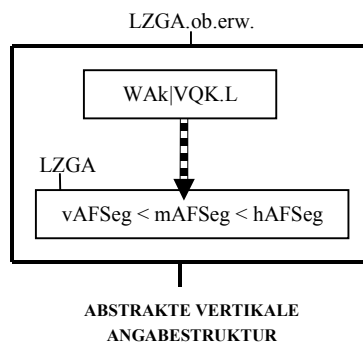 LZGA.ob.erw.
WAk|VQK.L
LZGA
vAFSeg < mAFSeg < hAFSeg
ABSTRAKTE VERTIKALE
ANGABESTRUKTUR